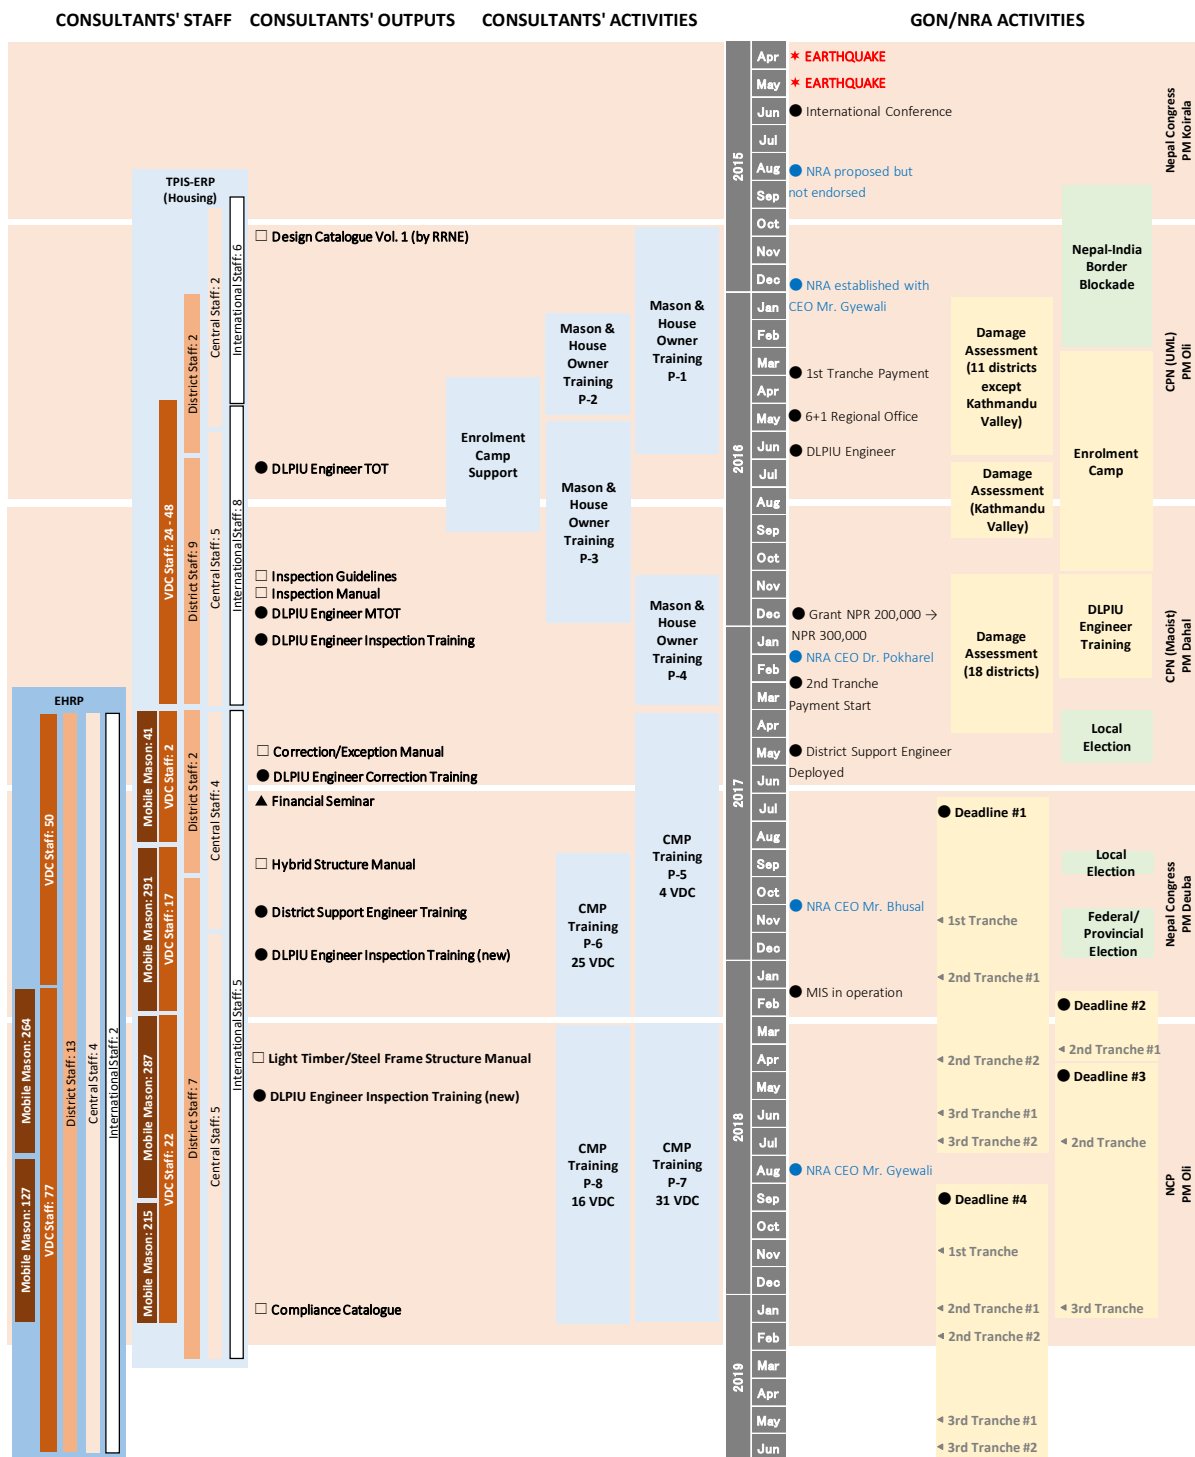 CONSULTANTS' STAFF
CONSULTANTS' OUTPUTS
CONSULTANTS' ACTIVITIES
GON/NRA ACTIVITIES
TPIS-ERP
(Housing)
International Staff: 6
Central Staff: 2
District Staff: 2
International Staff: 8
Central Staff: 5
District Staff: 9
VDC Staff: 24 - 48
Mobile Mason: 41
VDC Staff: 2
District Staff: 2
Central Staff: 4
International Staff: 5
Mobile Mason: 291
VDC Staff: 17
Mobile Mason: 287
VDC Staff: 22
District Staff: 7
Central Staff: 5
Mobile Mason: 215
EHRP
VDC Staff: 50
Mobile Mason: 264
District Staff: 13
Central Staff: 4
International Staff: 2
Mobile Mason: 127
VDC Staff: 77
□ Design Catalogue Vol. 1 (by RRNE)
● DLPIU Engineer TOT
□ Inspection Guidelines
□ Inspection Manual
● DLPIU Engineer MTOT
● DLPIU Engineer Inspection Training
□ Correction/Exception Manual
● DLPIU Engineer Correction Training
▲ Financial Seminar
□ Hybrid Structure Manual
● District Support Engineer Training
● DLPIU Engineer Inspection Training (new)
□ Light Timber/Steel Frame Structure Manual
● DLPIU Engineer Inspection Training (new)
□ Compliance Catalogue
Enrolment
Camp
Support
Mason &
House
Owner
Training
P-2
Mason &
House
Owner
Training
P-1
Mason &
House
Owner
Training
P-3
Mason &
House
Owner
Training
P-4
CMP
Training
P-5
4 VDC
CMP
Training
P-6
25 VDC
CMP
Training
P-8
16 VDC
CMP
Training
P-7
31 VDC
2015
Apr
May
Jun
Jul
Aug
Sep
Oct
Nov
Dec
2016
Jan
Feb
Mar
Apr
May
Jun
Jul
Aug
Sep
Oct
Nov
Dec
2017
Jan
Feb
Mar
Apr
May
Jun
Jul
Aug
Sep
Oct
Nov
Dec
2018
Jan
Feb
Mar
Apr
May
Jun
Jul
Aug
Sep
Oct
Nov
Dec
2019
Jan
Feb
Mar
Apr
May
Jun
✶ EARTHQUAKE
✶ EARTHQUAKE
● International Conference
● NRA proposed but
not endorsed
● NRA established with
CEO Mr. Gyewali
● 1st Tranche Payment
● 6+1 Regional Office
● DLPIU Engineer
● Grant NPR 200,000 →
NPR 300,000
● NRA CEO Dr. Pokharel
● 2nd Tranche
Payment Start
● District Support Engineer
Deployed
● NRA CEO Mr. Bhusal
● MIS in operation
● NRA CEO Mr. Gyewali
Damage
Assessment
(11 districts
except
Kathmandu
Valley)
Damage
Assessment
(Kathmandu
Valley)
Damage
Assessment
(18 districts)
● Deadline #1
◄ 1st Tranche
◄ 2nd Tranche #1
◄ 2nd Tranche #2
◄ 3rd Tranche #1
◄ 3rd Tranche #2
● Deadline #4
◄ 1st Tranche
◄ 2nd Tranche #1
◄ 2nd Tranche #2
◄ 3rd Tranche #1
◄ 3rd Tranche #2
Nepal-India
Border
Blockade
Enrolment
Camp
DLPIU
Engineer
Training
Local
Election
Local
Election
Federal/
Provincial
Election
● Deadline #2
◄ 2nd Tranche #1
● Deadline #3
◄ 2nd Tranche
◄ 3rd Tranche
Nepal Congress
PM Koirala
CPN (UML)
PM Oli
CPN (Maoist)
PM Dahal
Nepal Congress
PM Deuba
NCP
PM Oli